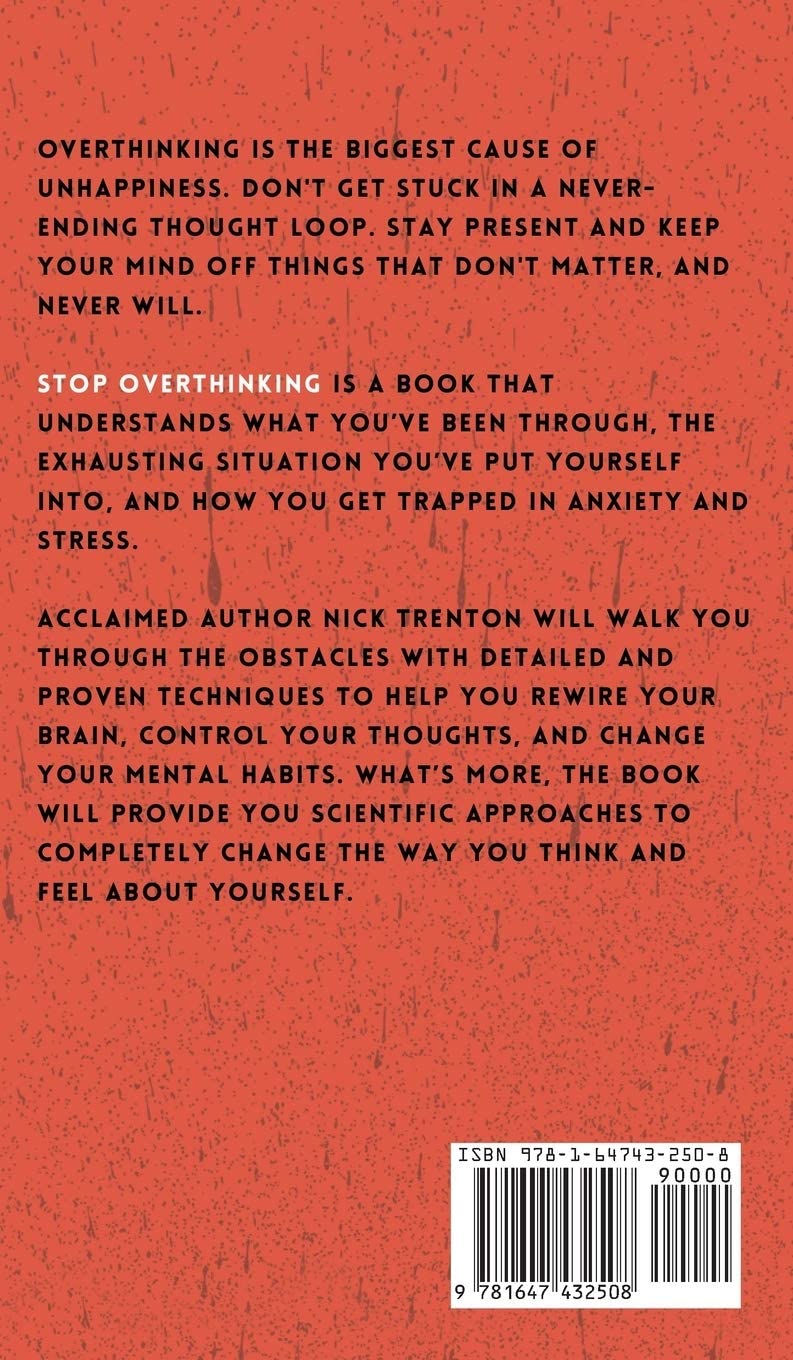 OVERTHINKING IS THE BIGGEST CAUSE OF
UNHAPPINESS. DON'T GET STUCK IN A NEVER-
ENDING THOUGHT LOOP. STAY PRESENT AND KEEP
YOUR MIND OFF THINGS THAT DON'T MATTER, AND
NEVER WILL.
STOP OVERTHINKING IS A BOOK THAT
UNDERSTANDS WHAT YOU'VE BEEN THROUGH, THE
EXHAUSTING SITUATION YOU'VE PUT YOURSELF
INTO, AND HOW YOU GET TRAPPED IN ANXIETY AND
STRESS.
ACCLAIMED AUTHOR NICK TRENTON WILL WALK YOU
THROUGH THE OBSTACLES WITH DETAILED AND
PROVEN TECHNIQUES TO HELP YOU REWIRE YOUR
BRAIN, CONTROL YOUR THOUGHTS, AND CHANGE
YOUR MENTAL HABITS. WHAT'S MORE, THE BOOK
WILL PROVIDE YOU SCIENTIFIC APPROACHES TO
COMPLETELY CHANGE THE WAY YOU THINK AND
FEEL ABOUT YOURSELF.
ISBN 978-1-64743-250-8
90000
9 781647 432508